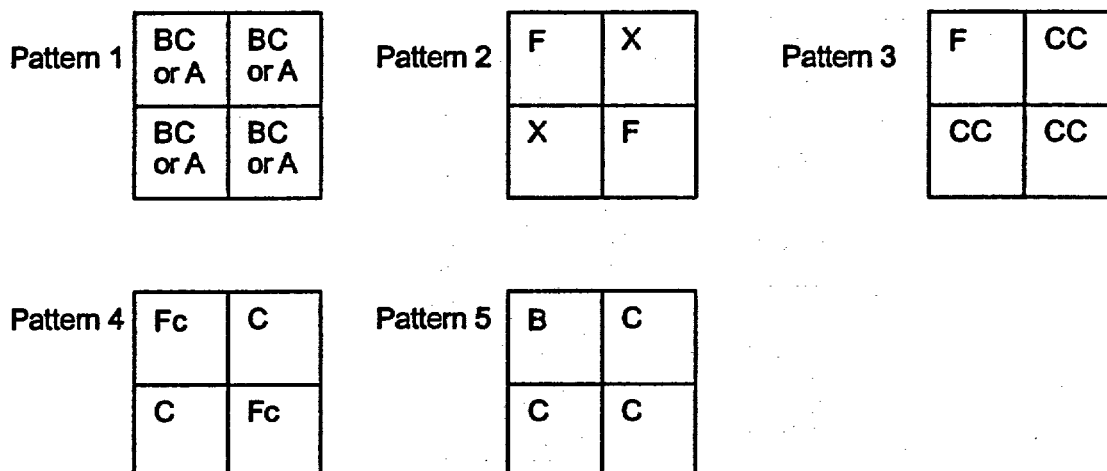 Pattern 1
BC or A
BC or A
BC or A
BC or A
Pattern 2
F X
X F
Pattern 3
F CC
CC CC
Pattern 4
Fc C
C Fc
Pattern 5
B C
C C